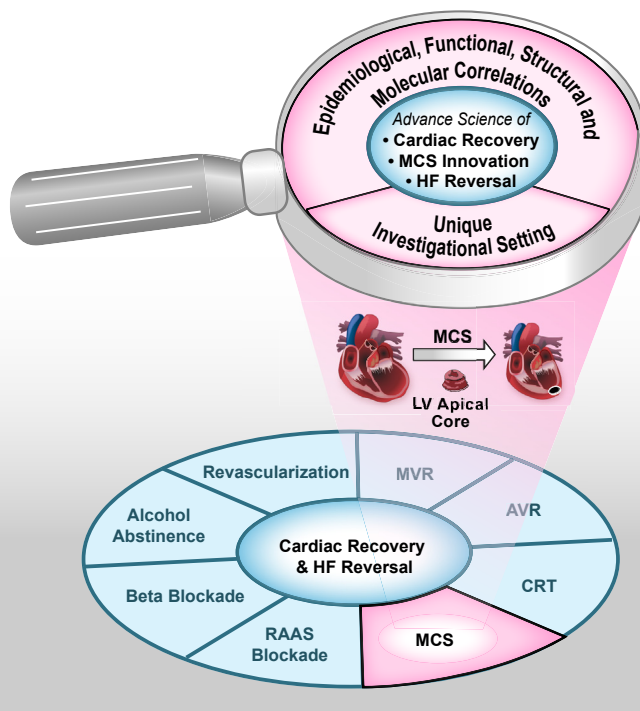 Epidemiological, Functional, Structural and
Molecular Correlations
Advance Science of
• Cardiac Recovery
• MCS Innovation
• HF Reversal
Unique
Investigational Setting
MCS
LV Apical
Core
Revascularization
MVR
AVR
Alcohol
Abstinence
Cardiac Recovery
& HF Reversal
CRT
Beta Blockade
RAAS
Blockade
MCS